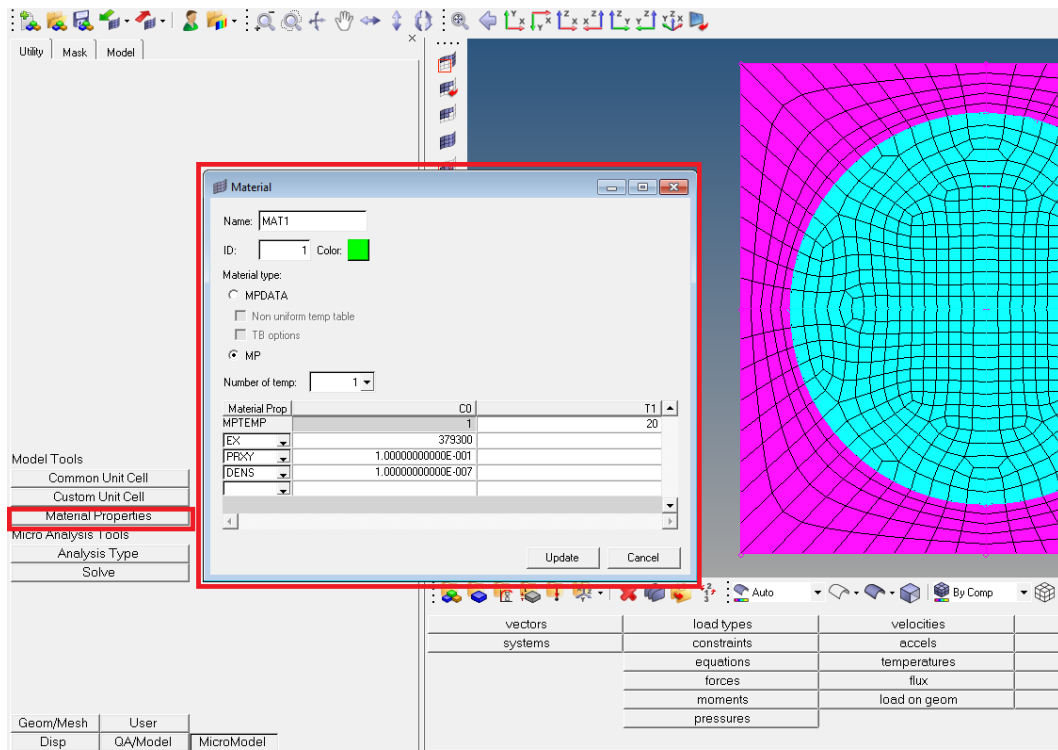 Utility Mask Model
Material
Name: MAT1
ID: 1 Color:
Material type:
MPDATA
Non uniform temp table
TB options
MP
Number of temp: 1
Material Prop C0 T1
MPTEMP 1 20
EX 379300
PRXY 1.00000000000E-001
DENS 1.00000000000E-007
Update Cancel
Model Tools
Common Unit Cell
Custom Unit Cell
Material Properties
Micro Analysis Tools
Analysis Type
Solve
Auto By Comp
vectors load types velocities
systems constraints accels
equations temperatures
forces flux
moments load on geom
pressures
Geom/Mesh User
Disp QA/Model MicroModel